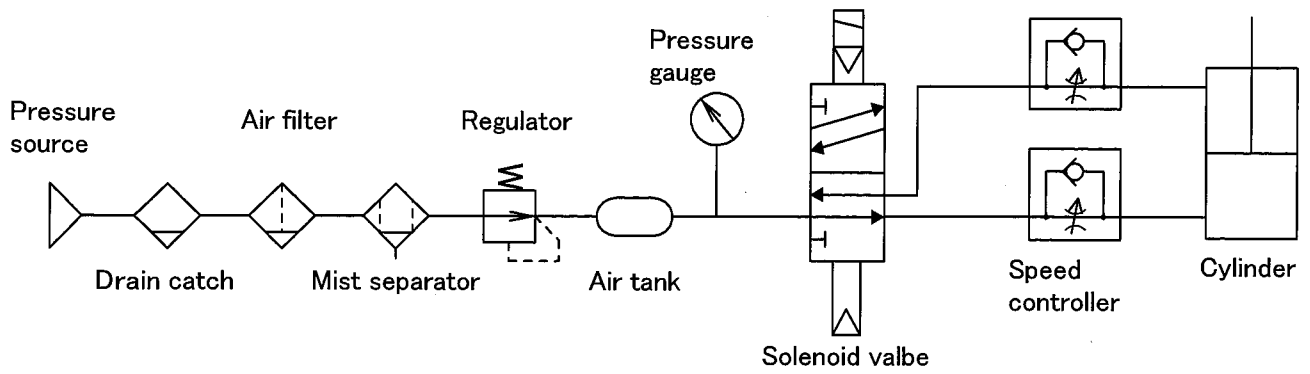 Pressure
source
Drain catch
Air filter
Mist separator
Regulator
Air tank
Pressure
gauge
Solenoid valbe
Speed
controller
Cylinder